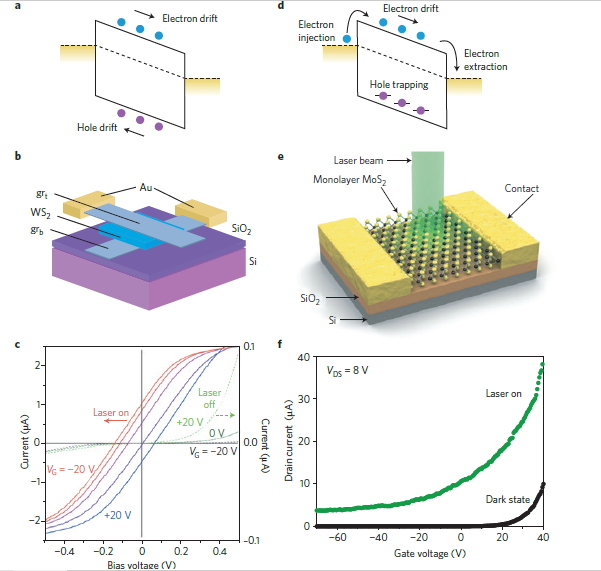 a
Electron drift
Hole drift
b
Au
grt
WS2
grb
SiO2
Si
c
Current (μA)
2
1
0
−1
−2
Laser on
VG = −20 V
+20 V
Laser
off
+20 V
0 V
VG = −20 V
0.1
0.0
−0.1
Current (μA)
−0.4
−0.2
0
0.2
0.4
Bias voltage (V)
d
Electron drift
Electron
injection
Electron
extraction
Hole trapping
e
Laser beam
Monolayer MoS2
Contact
SiO2
Si
f
Drain current (μA)
40
30
20
10
0
VDS = 8 V
Laser on
Dark state
−60
−40
−20
0
20
40
Gate voltage (V)